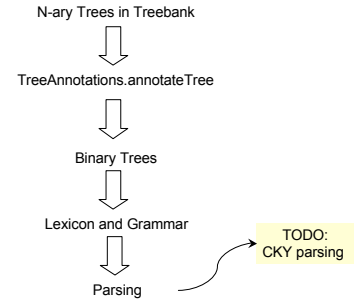 N-ary Trees in Treebank
TreeAnnotations.annotateTree
Binary Trees
Lexicon and Grammar
TODO:
CKY parsing
Parsing